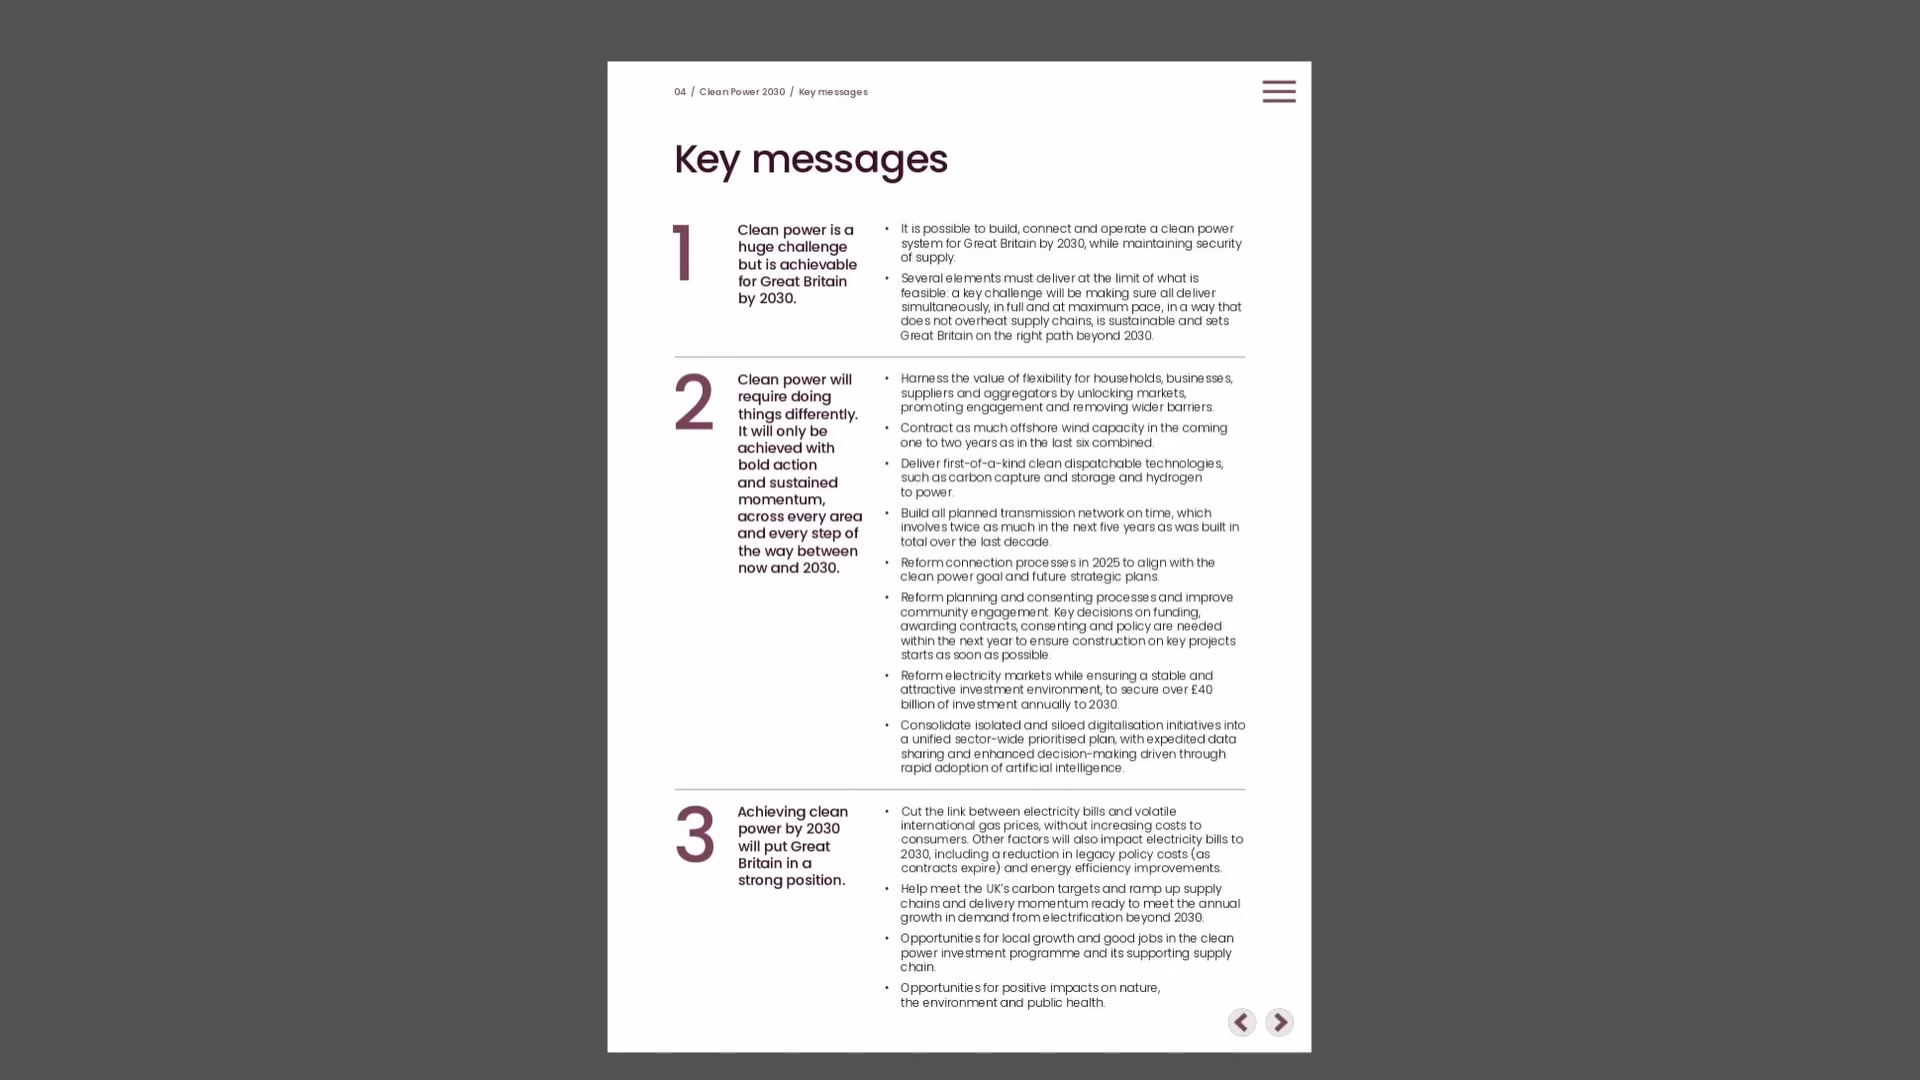 04 / Clean Power 2030 / Key messages
Key messages
1
Clean power is a
huge challenge
but is achievable
for Great Britain
by 2030.
• It is possible to build, connect and operate a clean power
system for Great Britain by 2030, while maintaining security
of supply.
• Several elements must deliver at the limit of what is
feasible: a key challenge will be making sure all deliver
simultaneously, in full and at maximum pace, in a way that
does not overheat supply chains, is sustainable and sets
Great Britain on the right path beyond 2030.
2
Clean power will
require doing
things differently.
It will only be
achieved with
bold action
and sustained
momentum,
across every area
and every step of
the way between
now and 2030.
• Harness the value of flexibility for households, businesses,
suppliers and aggregators by unlocking markets,
promoting engagement and removing wider barriers.
• Contract as much offshore wind capacity in the coming
one to two years as in the last six combined.
• Deliver first-of-a-kind clean dispatchable technologies,
such as carbon capture and storage and hydrogen
to power.
• Build all planned transmission network on time, which
involves twice as much in the next five years as was built in
total over the last decade.
• Reform connection processes in 2025 to align with the
clean power goal and future strategic plans.
• Reform planning and consenting processes and improve
community engagement. Key decisions on funding,
awarding contracts, consenting and policy are needed
within the next year to ensure construction on key projects
starts as soon as possible.
• Reform electricity markets while ensuring a stable and
attractive investment environment, to secure over £40
billion of investment annually to 2030.
• Consolidate isolated and siloed digitalisation initiatives into
a unified sector-wide prioritised plan, with expedited data
sharing and enhanced decision-making driven through
rapid adoption of artificial intelligence.
3
Achieving clean
power by 2030
will put Great
Britain in a
strong position.
• Cut the link between electricity bills and volatile
international gas prices, without increasing costs to
consumers. Other factors will also impact electricity bills to
2030, including a reduction in legacy policy costs (as
contracts expire) and energy efficiency improvements.
• Help meet the UK's carbon targets and ramp up supply
chains and delivery momentum ready to meet the annual
growth in demand from electrification beyond 2030.
• Opportunities for local growth and good jobs in the clean
power investment programme and its supporting supply
chain.
• Opportunities for positive impacts on nature,
the environment and public health.